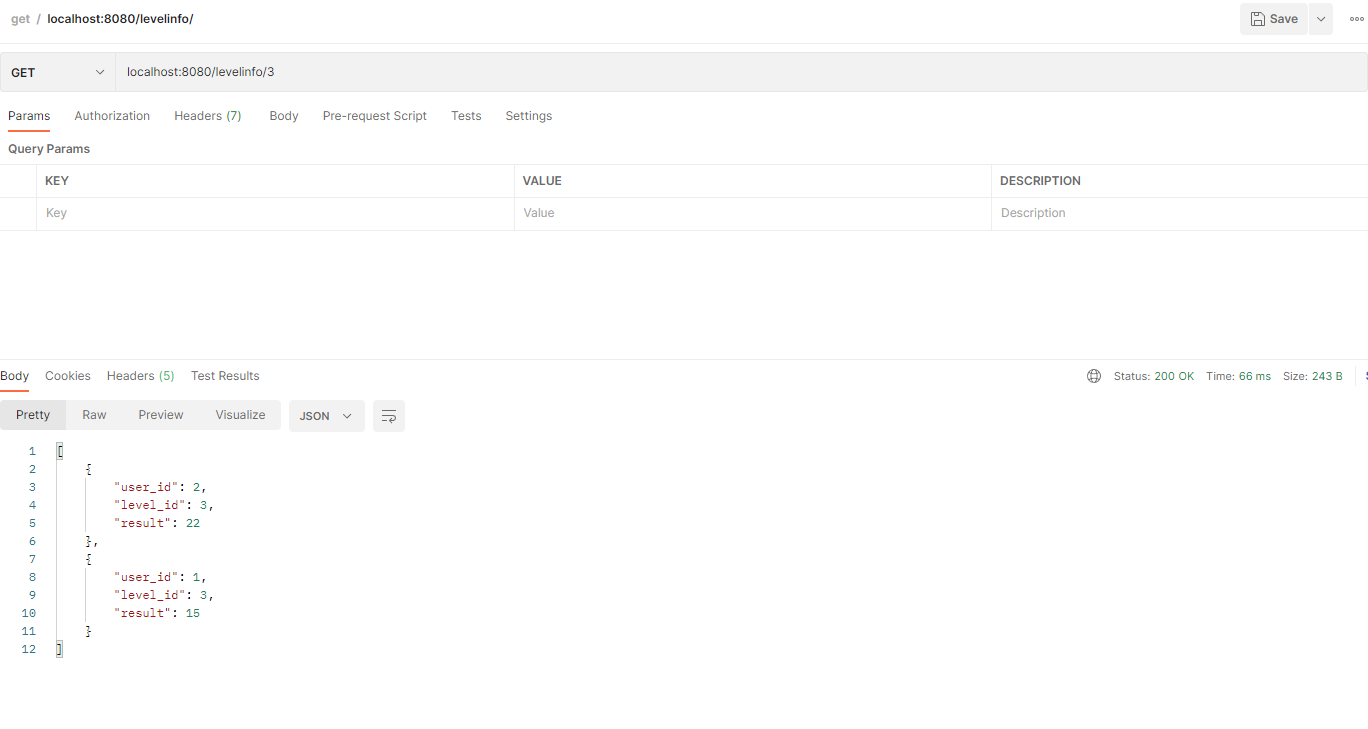 get / localhost:8080/levelinfo/ Save
GET localhost:8080/levelinfo/3
Params Authorization Headers (7) Body Pre-request Script Tests Settings
Query Params
KEY VALUE DESCRIPTION
Key Value Description
Body Cookies Headers (5) Test Results Status: 200 OK Time: 66 ms Size: 243 B
Pretty Raw Preview Visualize JSON
1 [
2 {
3 "user_id": 2,
4 "level_id": 3,
5 "result": 22
6 },
7 {
8 "user_id": 1,
9 "level_id": 3,
10 "result": 15
11 }
12 ]